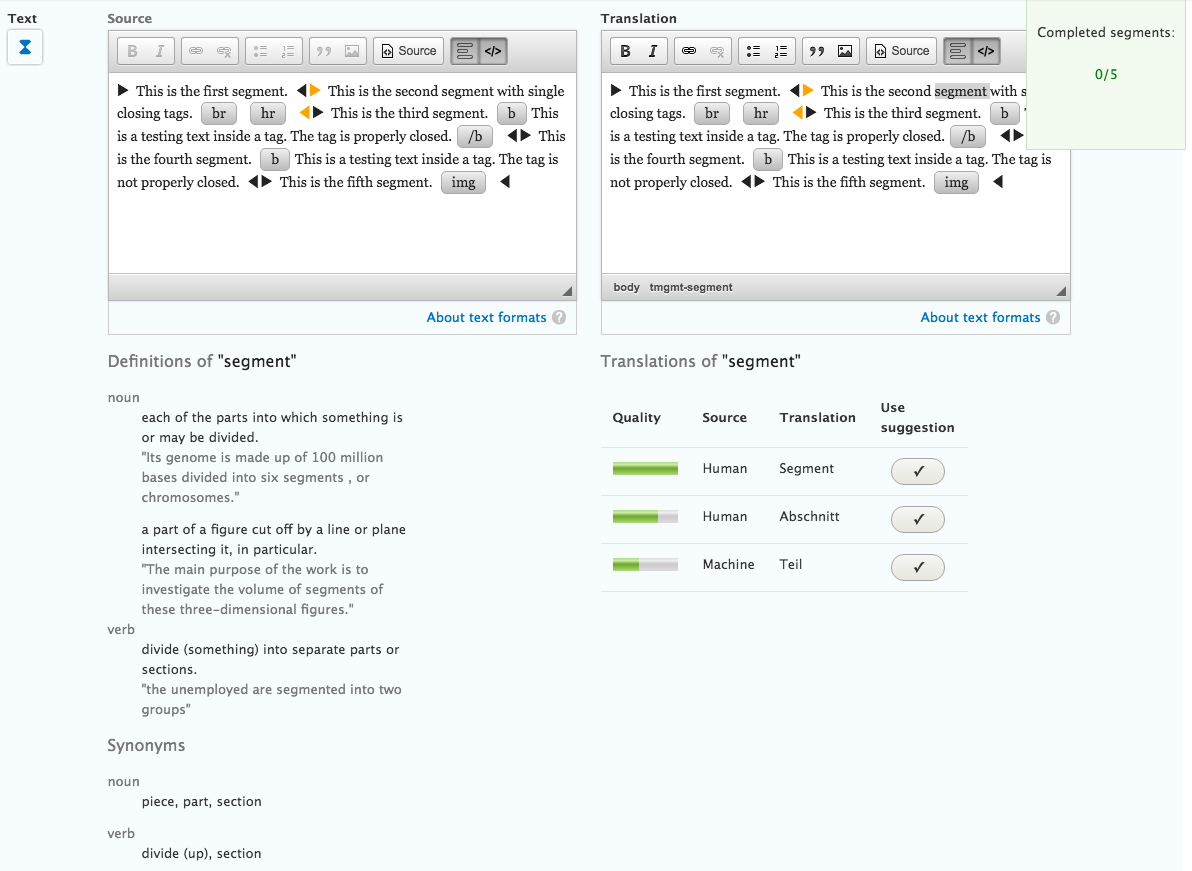 Text
Source
B I Source </>
This is the first segment. This is the second segment with single
closing tags. br hr This is the third segment. b This
is a testing text inside a tag. The tag is properly closed. /b This
is the fourth segment. b This is a testing text inside a tag. The tag is
not properly closed. This is the fifth segment. img
About text formats ?
Translation
B I Source </>
This is the first segment. This is the second segment with s
closing tags. br hr This is the third segment. b
is a testing text inside a tag. The tag is properly closed. /b
is the fourth segment. b This is a testing text inside a tag. The tag is
not properly closed. This is the fifth segment. img
body tmgmt-segment
About text formats ?
Completed segments:
0/5
Definitions of "segment"
noun
each of the parts into which something is
or may be divided.
"Its genome is made up of 100 million
bases divided into six segments , or
chromosomes."
a part of a figure cut off by a line or plane
intersecting it, in particular.
"The main purpose of the work is to
investigate the volume of segments of
these three-dimensional figures."
verb
divide (something) into separate parts or
sections.
"the unemployed are segmented into two
groups"
Synonyms
noun
piece, part, section
verb
divide (up), section
Translations of "segment"
Quality Source Translation Use
suggestion
Human Segment ✓
Human Abschnitt ✓
Machine Teil ✓